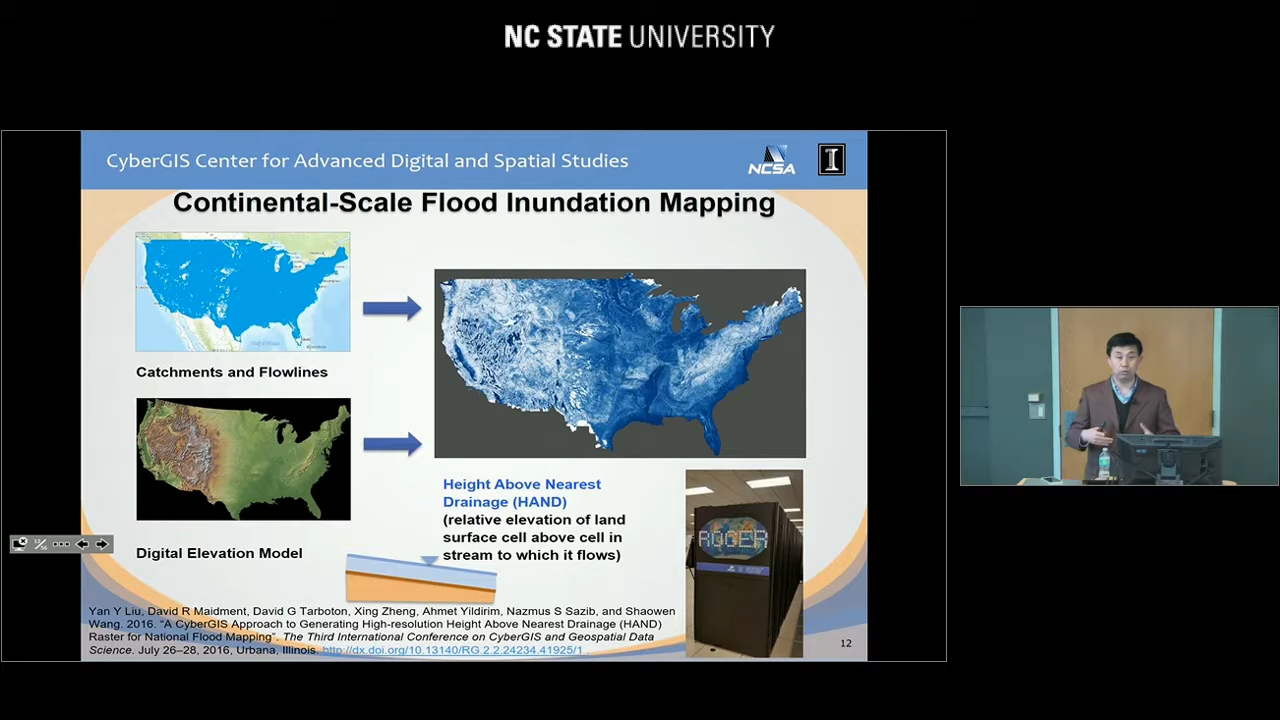 NC STATE UNIVERSITY
CyberGIS Center for Advanced Digital and Spatial Studies
NCSA
I
Continental-Scale Flood Inundation Mapping
Catchments and Flowlines
Digital Elevation Model
Height Above Nearest
Drainage (HAND)
(relative elevation of land
surface cell above cell in
stream to which it flows)
ROGER
Yan Y Liu, David R Maidment, David G Tarboton, Xing Zheng, Ahmet Yildirim, Nazmus S Sazib, and Shaowen
Wang. 2016. “A CyberGIS Approach to Generating High-resolution Height Above Nearest Drainage (HAND)
Raster for National Flood Mapping”. The Third International Conference on CyberGIS and Geospatial Data
Science. July 26–28, 2016, Urbana, Illinois. http://dx.doi.org/10.13140/RG.2.2.24234.41925/1 .
12